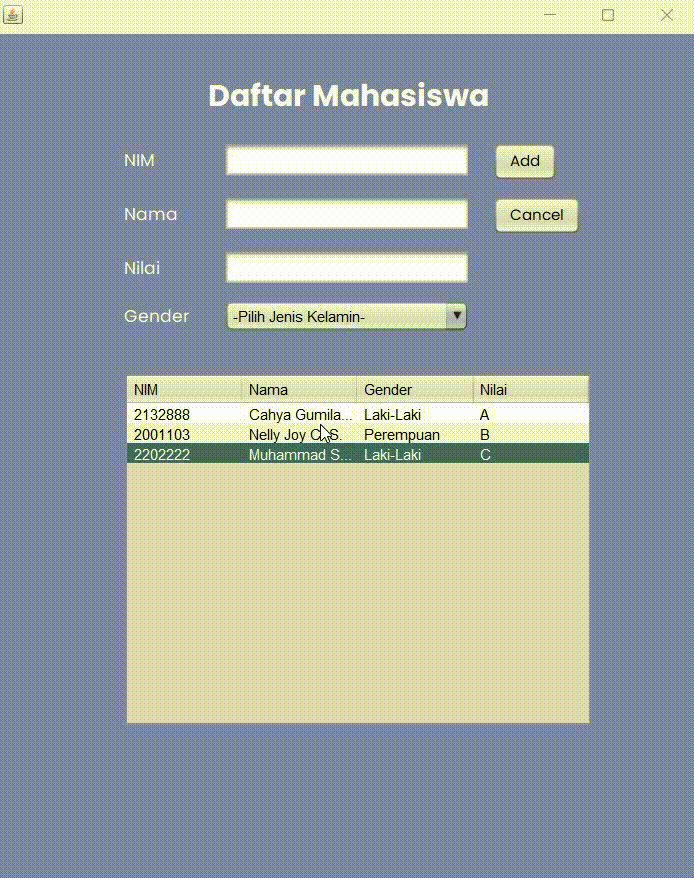 Daftar Mahasiswa
NIM Add
Nama Cancel
Nilai
Gender -Pilih Jenis Kelamin-
NIM Nama Gender Nilai
2132888 Cahya Gumila... Laki-Laki A
2001103 Nelly Joy C. S. Perempuan B
2202222 Muhammad S... Laki-Laki C